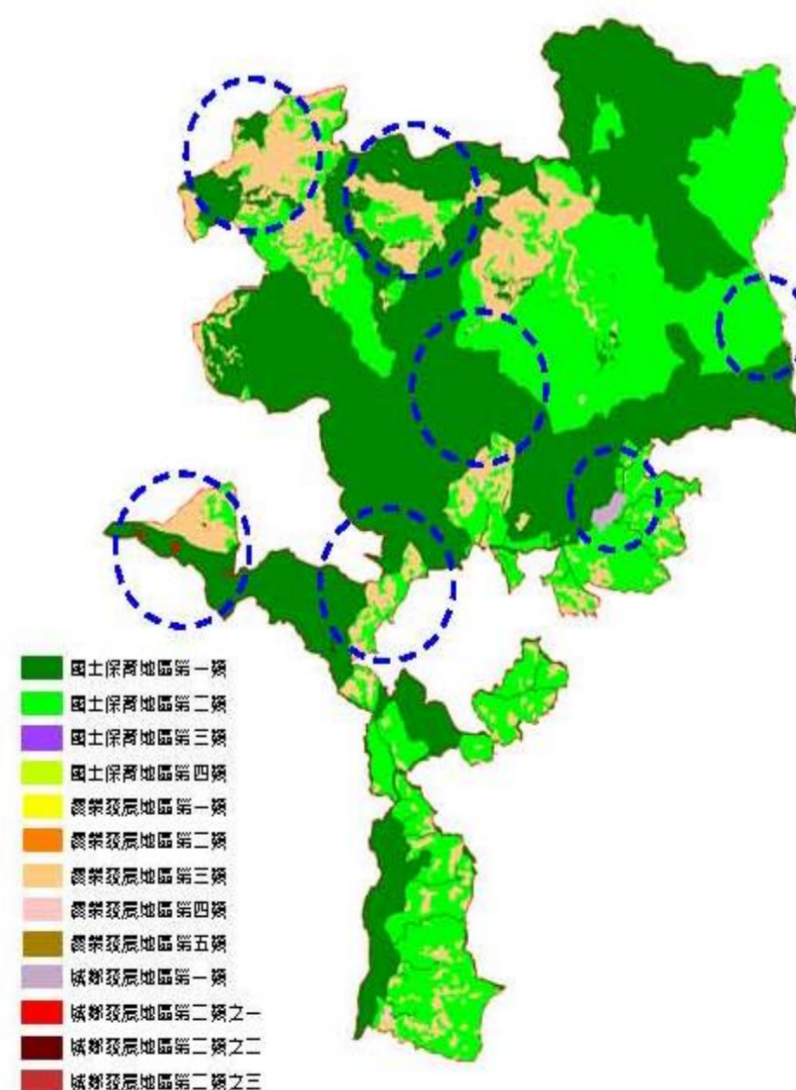 國土保育地區第一類
國土保育地區第二類
國土保育地區第三類
國土保育地區第四類
農業發展地區第一類
農業發展地區第二類
農業發展地區第三類
農業發展地區第四類
農業發展地區第五類
城鄉發展地區第一類
城鄉發展地區第二類之一
城鄉發展地區第二類之二
城鄉發展地區第二類之三